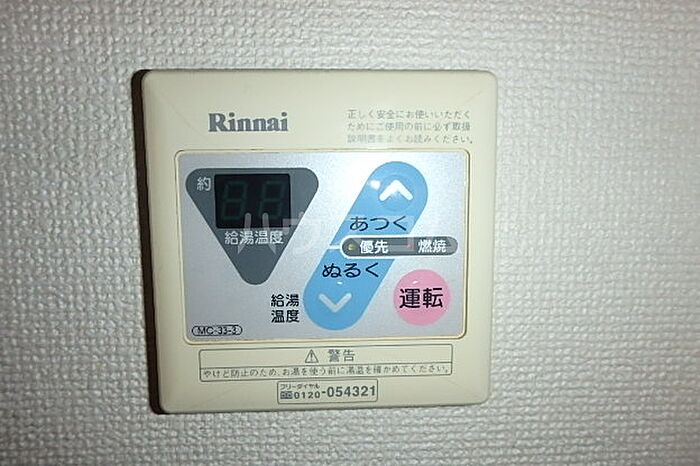 Rinnai
正しく安全にお使いいただく
ためにご使用の前に必ず取扱
説明書をよくお読みください。
約
給湯温度
あつく
優先 燃焼
ぬるく
給湯
温度
運転
MC-33-3
警告
やけど防止のため、お湯を使う前に湯温を確かめてください。
フリーダイヤル
0120-054321